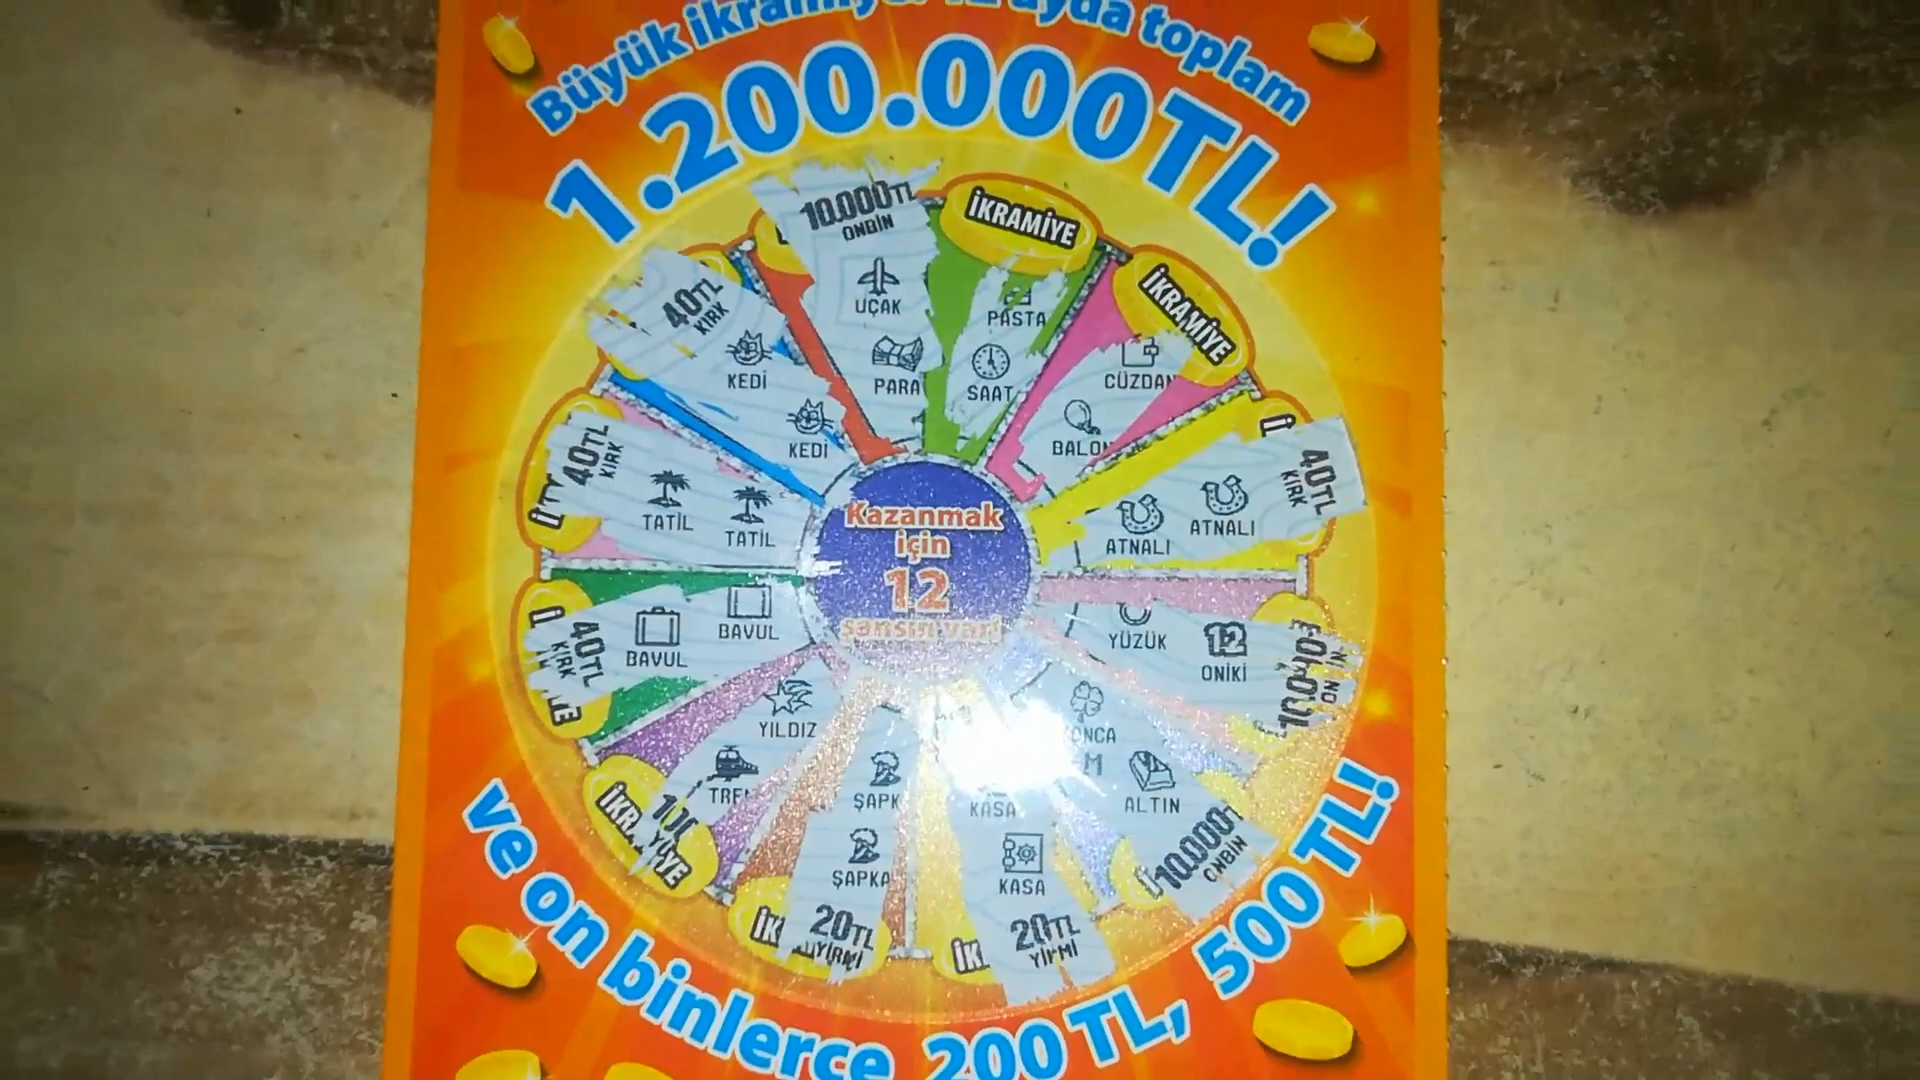 Büyük ikramiye: 12 ayda toplam
1.200.000TL!
10.000TL
ONBİN
UÇAK
PARA
İKRAMİYE
PASTA
SAAT
İKRAMİYE
CÜZDAN
BALON
40TL
KIRK
ATNALI
ATNALI
YÜZÜK
12
ONİKİ
ALTIN
10.000T
ONBİN
KASA
KASA
20TL
YİRMİ
ŞAPK
ŞAPKA
20TL
YİRMİ
YILDIZ
TREN
BAVUL
BAVUL
40TL
KIRK
TATİL
TATİL
40TL
KIRK
KEDİ
KEDİ
40TL
KIRK
Kazanmak
için
12
şansın var!
ve on binlerce 200 TL, 500 TL!